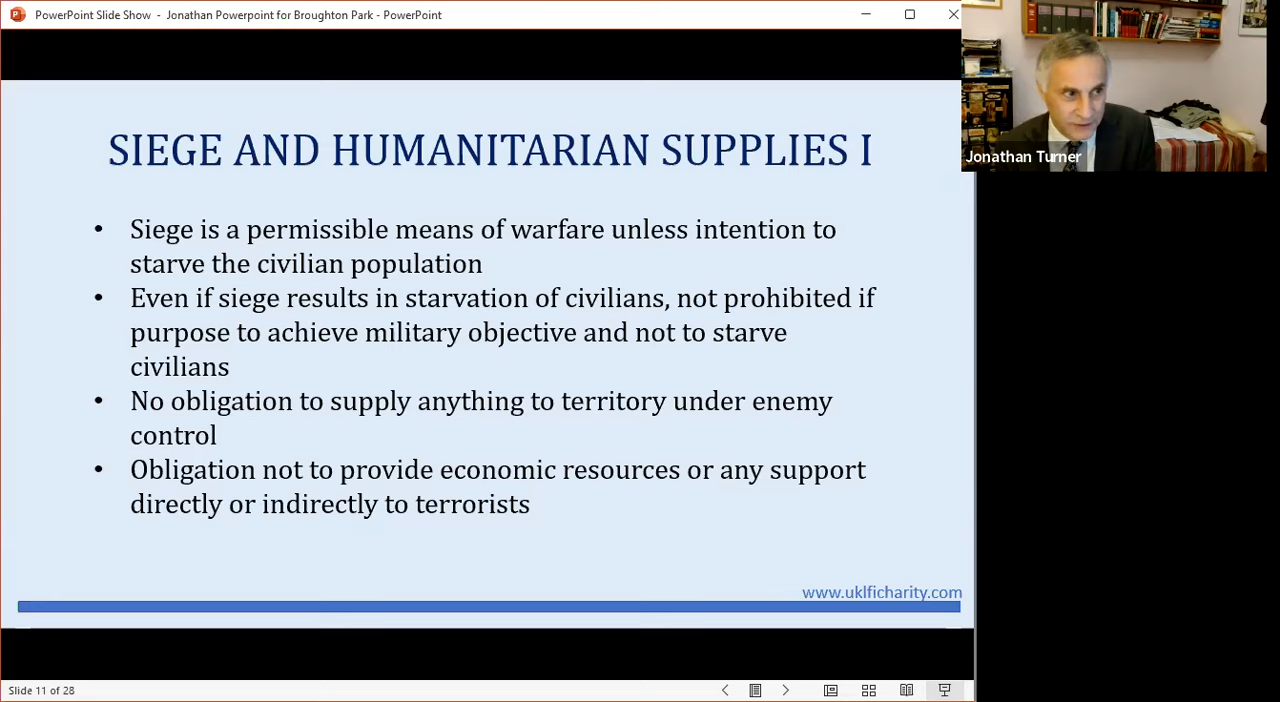 PowerPoint Slide Show - Jonathan Powerpoint for Broughton Park - PowerPoint
Jonathan Turner
SIEGE AND HUMANITARIAN SUPPLIES I
• Siege is a permissible means of warfare unless intention to
starve the civilian population
• Even if siege results in starvation of civilians, not prohibited if
purpose to achieve military objective and not to starve
civilians
• No obligation to supply anything to territory under enemy
control
• Obligation not to provide economic resources or any support
directly or indirectly to terrorists
www.uklficharity.com
Slide 11 of 28